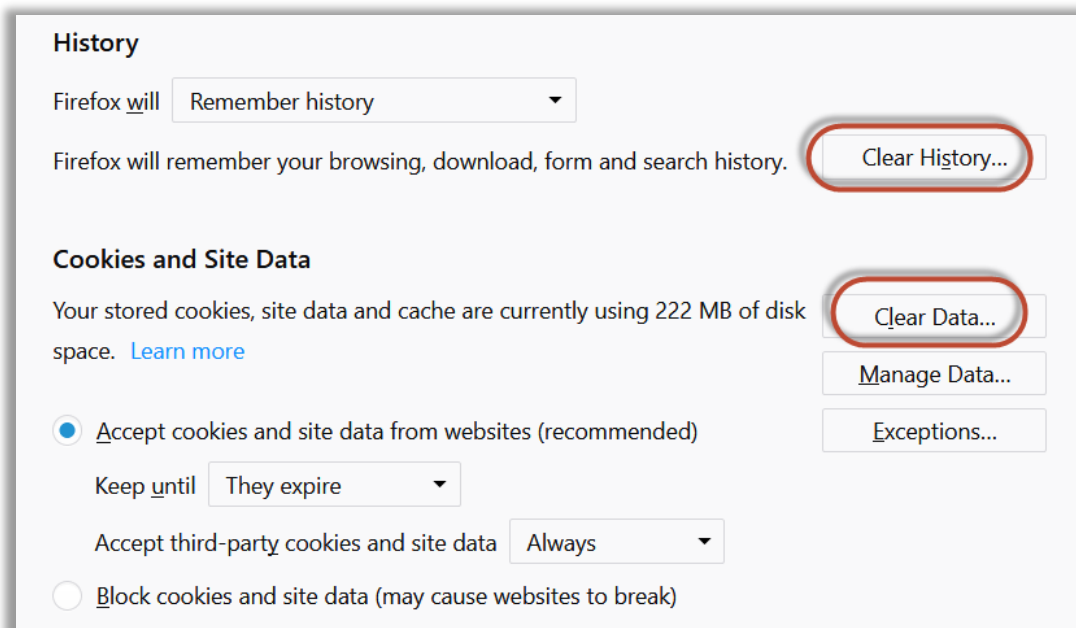 History
Firefox will Remember history
Firefox will remember your browsing, download, form and search history. Clear History...
Cookies and Site Data
Your stored cookies, site data and cache are currently using 222 MB of disk Clear Data...
space. Learn more
Manage Data...
Accept cookies and site data from websites (recommended) Exceptions...
Keep until They expire
Accept third-party cookies and site data Always
Block cookies and site data (may cause websites to break)